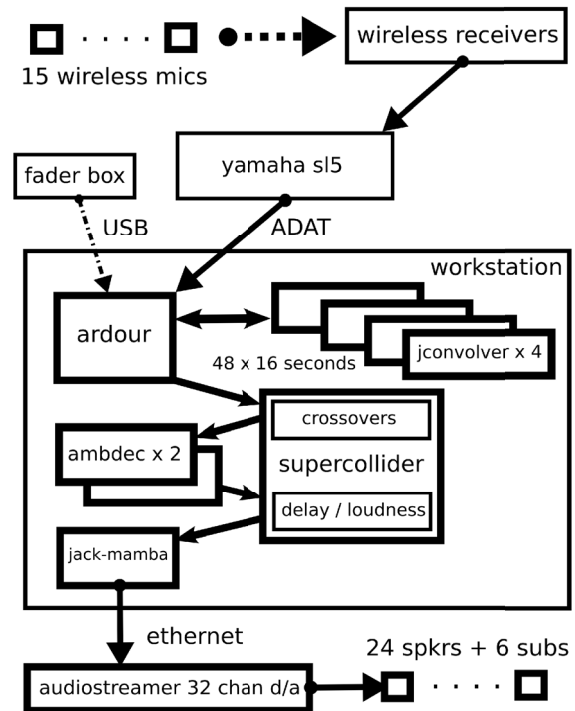 wireless receivers
15 wireless mics
yamaha sl5
fader box
USB
ADAT
workstation
ardour
jconvolver x 4
48 x 16 seconds
crossovers
ambdec x 2
supercollider
delay / loudness
jack-mamba
ethernet
24 spkrs + 6 subs
audiostreamer 32 chan d/a